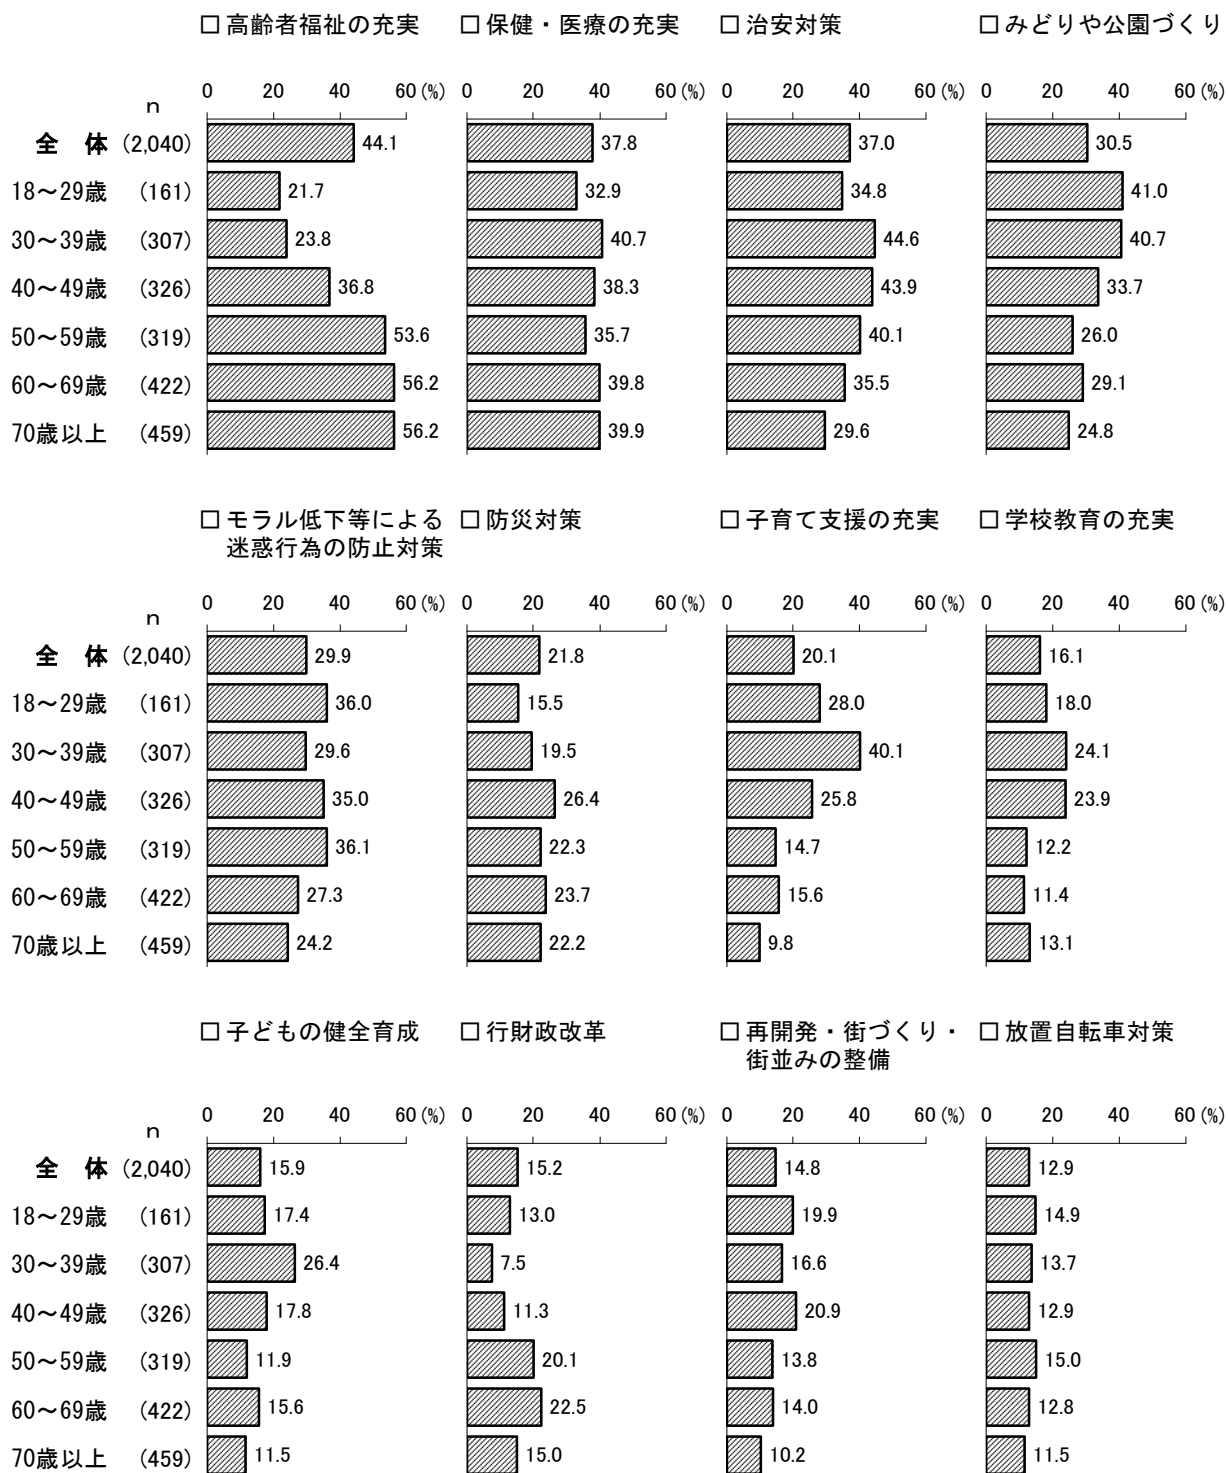 □ 高齢者福祉の充実 □ 保健・医療の充実 □ 治安対策 □ みどりや公園づくり
0 20 40 60 (%) 0 20 40 60 (%) 0 20 40 60 (%) 0 20 40 60 (%)
n
全 体 (2,040) 44.1 37.8 37.0 30.5
18～29歳 (161) 21.7 32.9 34.8 41.0
30～39歳 (307) 23.8 40.7 44.6 40.7
40～49歳 (326) 36.8 38.3 43.9 33.7
50～59歳 (319) 53.6 35.7 40.1 26.0
60～69歳 (422) 56.2 39.8 35.5 29.1
70歳以上 (459) 56.2 39.9 29.6 24.8
□ モラル低下等による □ 防災対策 □ 子育て支援の充実 □ 学校教育の充実
迷惑行為の防止対策
0 20 40 60 (%) 0 20 40 60 (%) 0 20 40 60 (%) 0 20 40 60 (%)
n
全 体 (2,040) 29.9 21.8 20.1 16.1
18～29歳 (161) 36.0 15.5 28.0 18.0
30～39歳 (307) 29.6 19.5 40.1 24.1
40～49歳 (326) 35.0 26.4 25.8 23.9
50～59歳 (319) 36.1 22.3 14.7 12.2
60～69歳 (422) 27.3 23.7 15.6 11.4
70歳以上 (459) 24.2 22.2 9.8 13.1
□ 子どもの健全育成 □ 行財政改革 □ 再開発・街づくり・ □ 放置自転車対策
街並みの整備
0 20 40 60 (%) 0 20 40 60 (%) 0 20 40 60 (%) 0 20 40 60 (%)
n
全 体 (2,040) 15.9 15.2 14.8 12.9
18～29歳 (161) 17.4 13.0 19.9 14.9
30～39歳 (307) 26.4 7.5 16.6 13.7
40～49歳 (326) 17.8 11.3 20.9 12.9
50～59歳 (319) 11.9 20.1 13.8 15.0
60～69歳 (422) 15.6 22.5 14.0 12.8
70歳以上 (459) 11.5 15.0 10.2 11.5